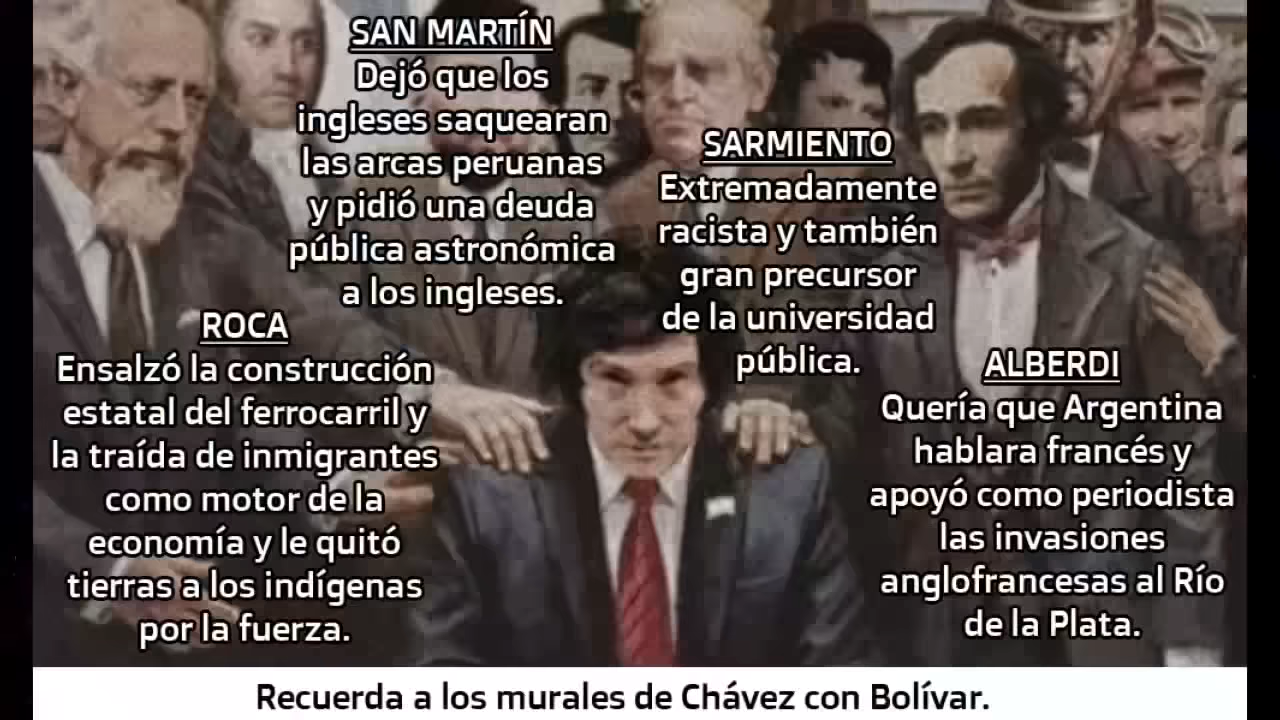 SAN MARTÍN
Dejó que los
ingleses saquearan
las arcas peruanas
y pidió una deuda
pública astronómica
a los ingleses.
SARMIENTO
Extremadamente
racista y también
gran precursor
de la universidad
pública.
ROCA
Ensalzó la construcción
estatal del ferrocarril y
la traída de inmigrantes
como motor de la
economía y le quitó
tierras a los indígenas
por la fuerza.
ALBERDI
Quería que Argentina
hablara francés y
apoyó como periodista
las invasiones
anglofrancesas al Río
de la Plata.
Recuerda a los murales de Chávez con Bolívar.